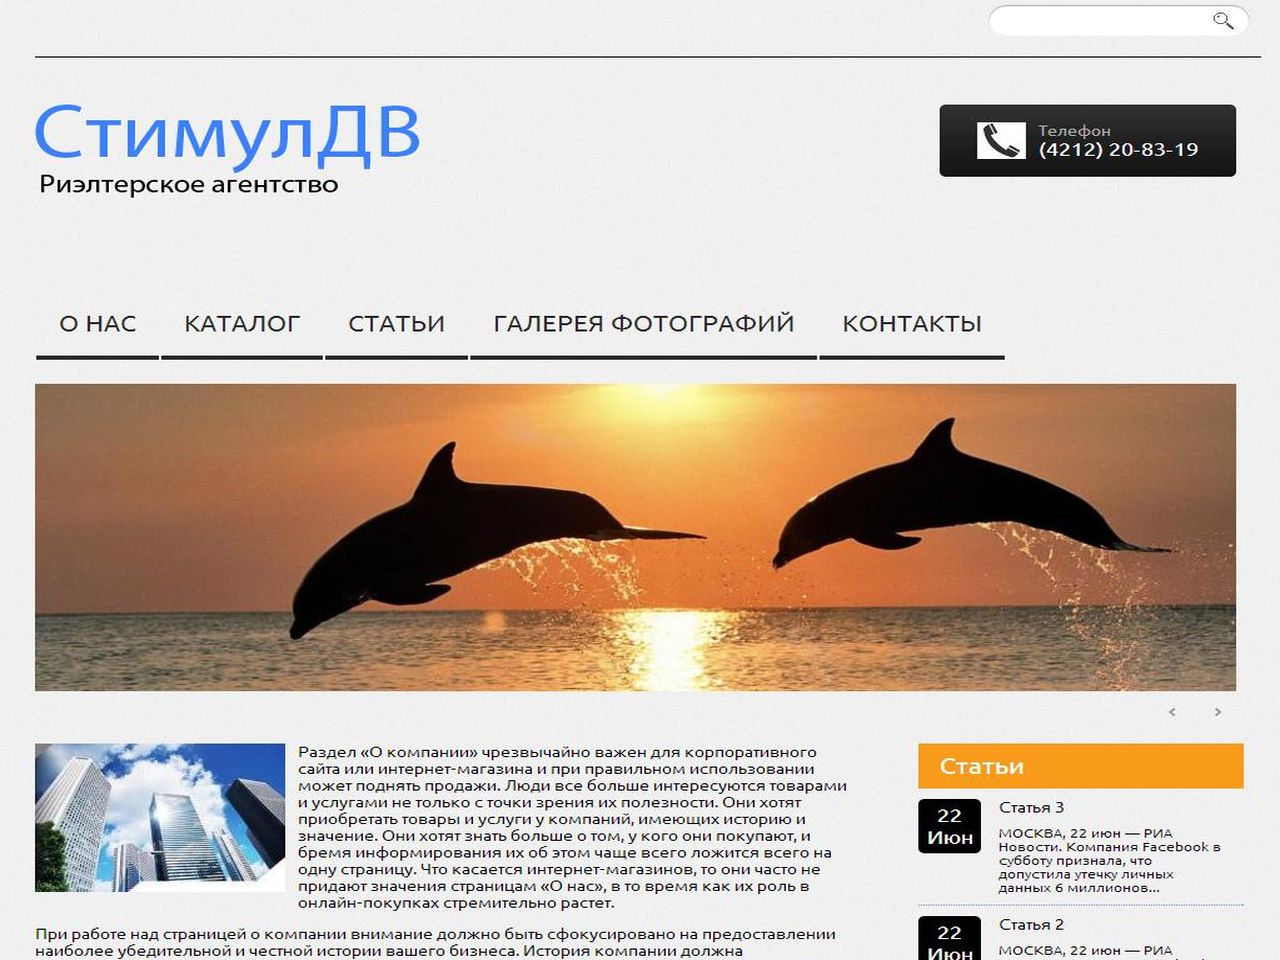 СтимулДВ
Риэлтерское агентство
Телефон
(4212) 20-83-19
О НАС
КАТАЛОГ
СТАТЬИ
ГАЛЕРЕЯ ФОТОГРАФИЙ
КОНТАКТЫ
Раздел «О компании» чрезвычайно важен для корпоративного
сайта или интернет-магазина и при правильном использовании
может поднять продажи. Люди все больше интересуются товарами
и услугами не только с точки зрения их полезности. Они хотят
приобретать товары и услуги у компаний, имеющих историю и
значение. Они хотят знать больше о том, у кого они покупают, и
бремя информирования их об этом чаще всего ложится всего на
одну страницу. Что касается интернет-магазинов, то они часто не
придают значения страницам «О нас», в то время как их роль в
онлайн-покупках стремительно растет.
При работе над страницей о компании внимание должно быть сфокусировано на предоставлении
наиболее убедительной и честной истории вашего бизнеса. История компании должна
Статьи
22
Июн
Статья 3
МОСКВА, 22 июн — РИА
Новости. Компания Facebook в
субботу признала, что
допустила утечку личных
данных 6 миллионов...
22
Июн
Статья 2
МОСКВА, 22 июн — РИА